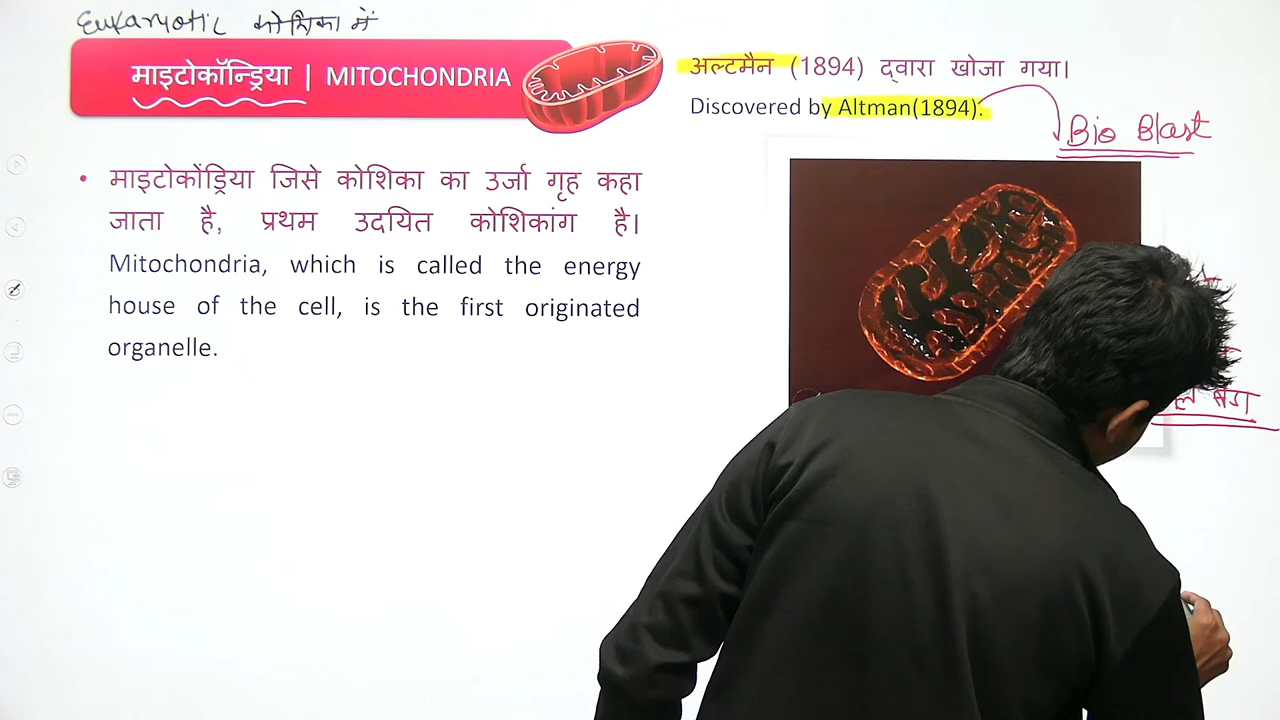 Eukaryotic कोशिका में
माइटोकॉन्ड्रिया | MITOCHONDRIA
अल्टमैन (1894) द्वारा खोजा गया।
Discovered by Altman(1894).
Bio Blast
• माइटोकोंड्रिया जिसे कोशिका का उर्जा गृह कहा
जाता है, प्रथम उदयित कोशिकांग है।
Mitochondria, which is called the energy
house of the cell, is the first originated
organelle.